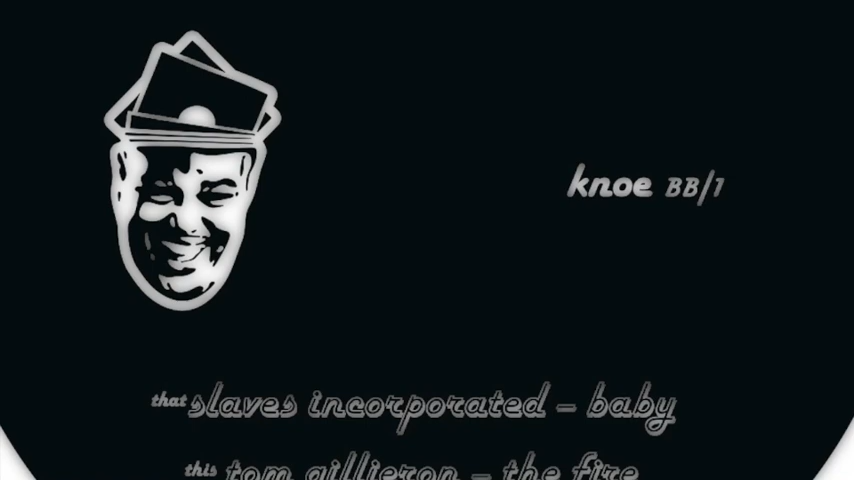 knoe BB/1
that slaves incorporated – baby
this tom gillieron – the fire